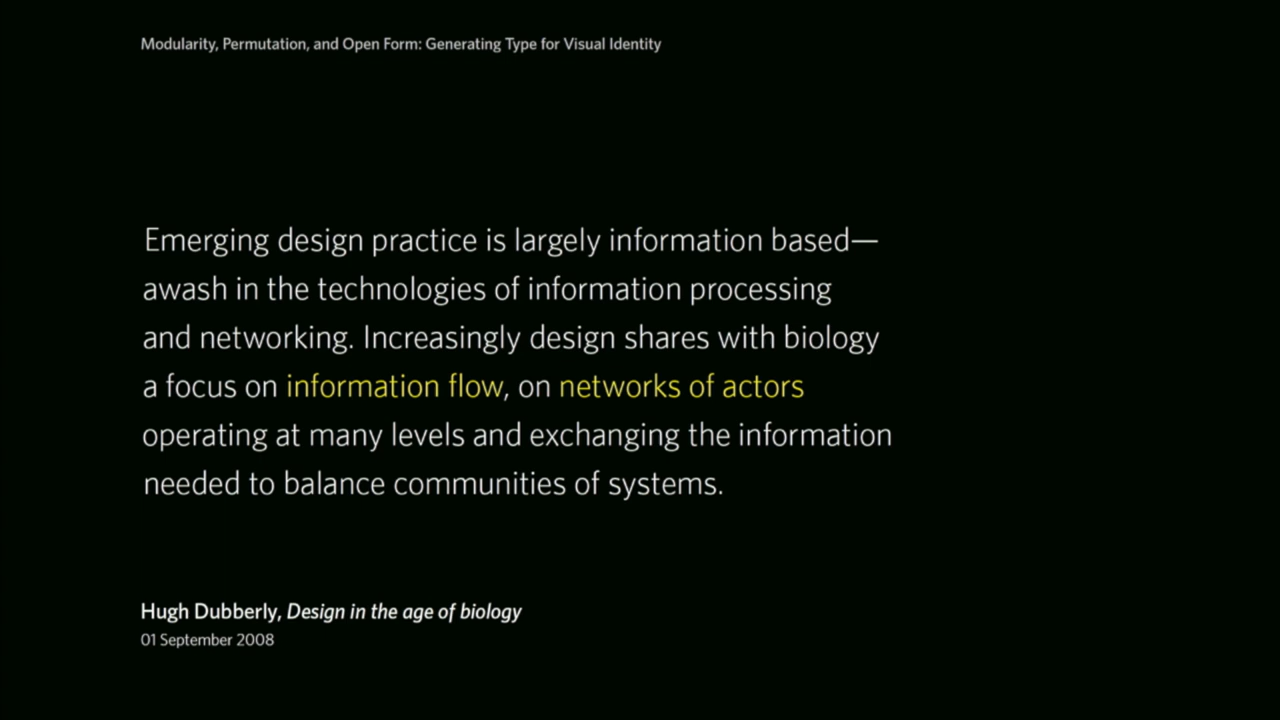 Modularity, Permutation, and Open Form: Generating Type for Visual Identity
Emerging design practice is largely information based—
awash in the technologies of information processing
and networking. Increasingly design shares with biology
a focus on information flow, on networks of actors
operating at many levels and exchanging the information
needed to balance communities of systems.
Hugh Dubberly, Design in the age of biology
01 September 2008